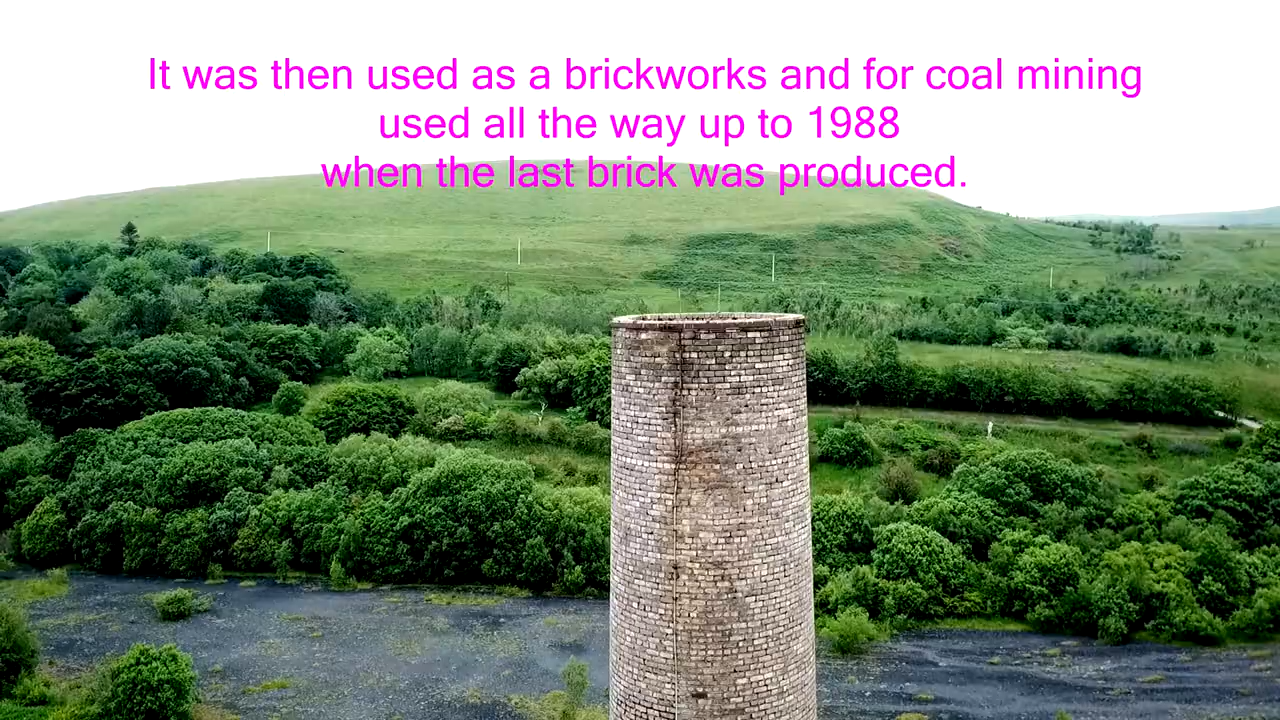 It was then used as a brickworks and for coal mining
used all the way up to 1988
when the last brick was produced.